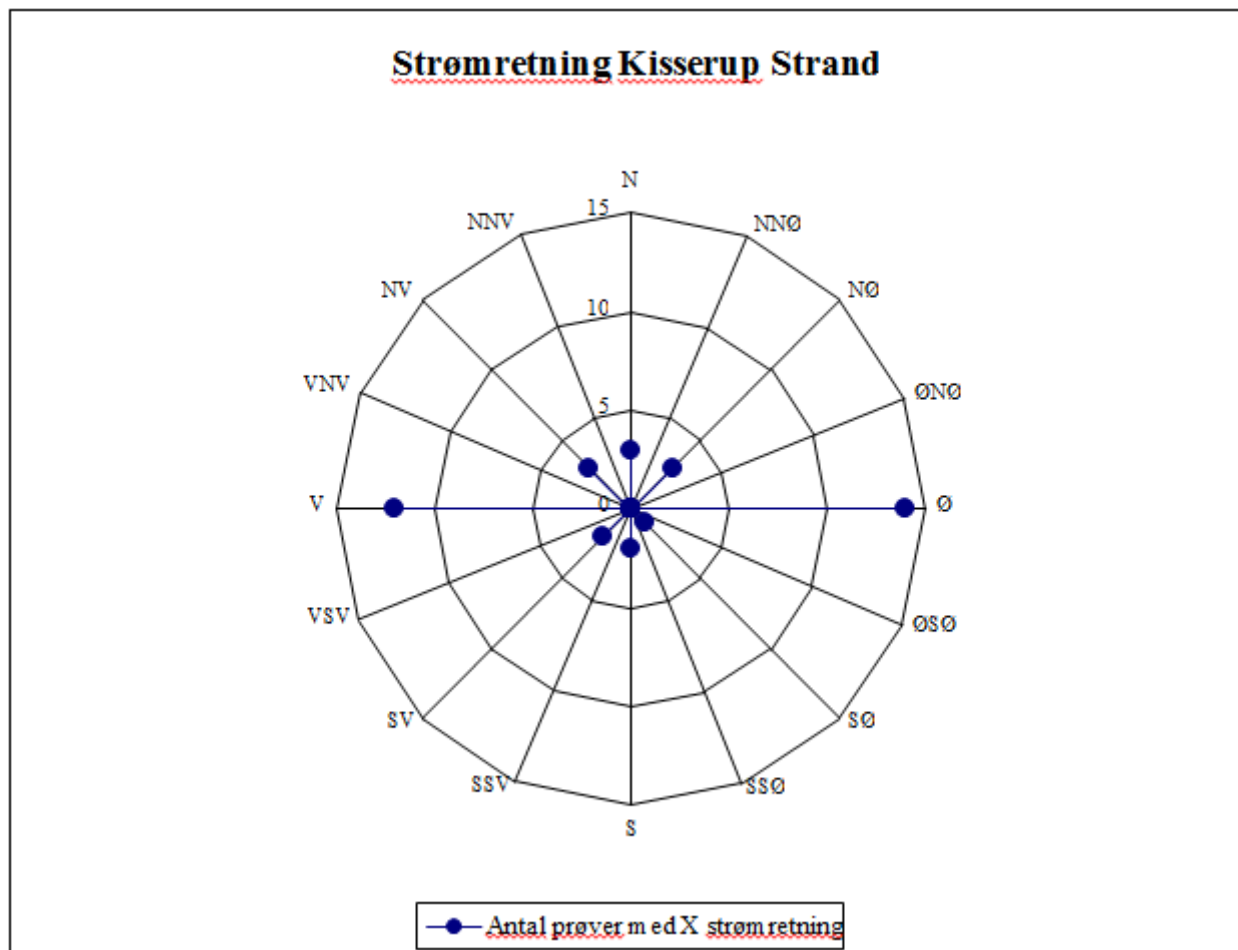 Strømretning Kisserup Strand
N
15
NNV
NNØ
NV
NØ
10
VNV
ØNØ
5
V
0
Ø
VSV
ØSØ
SV
SØ
SSV
SSØ
S
Antal prøver med X strømretning